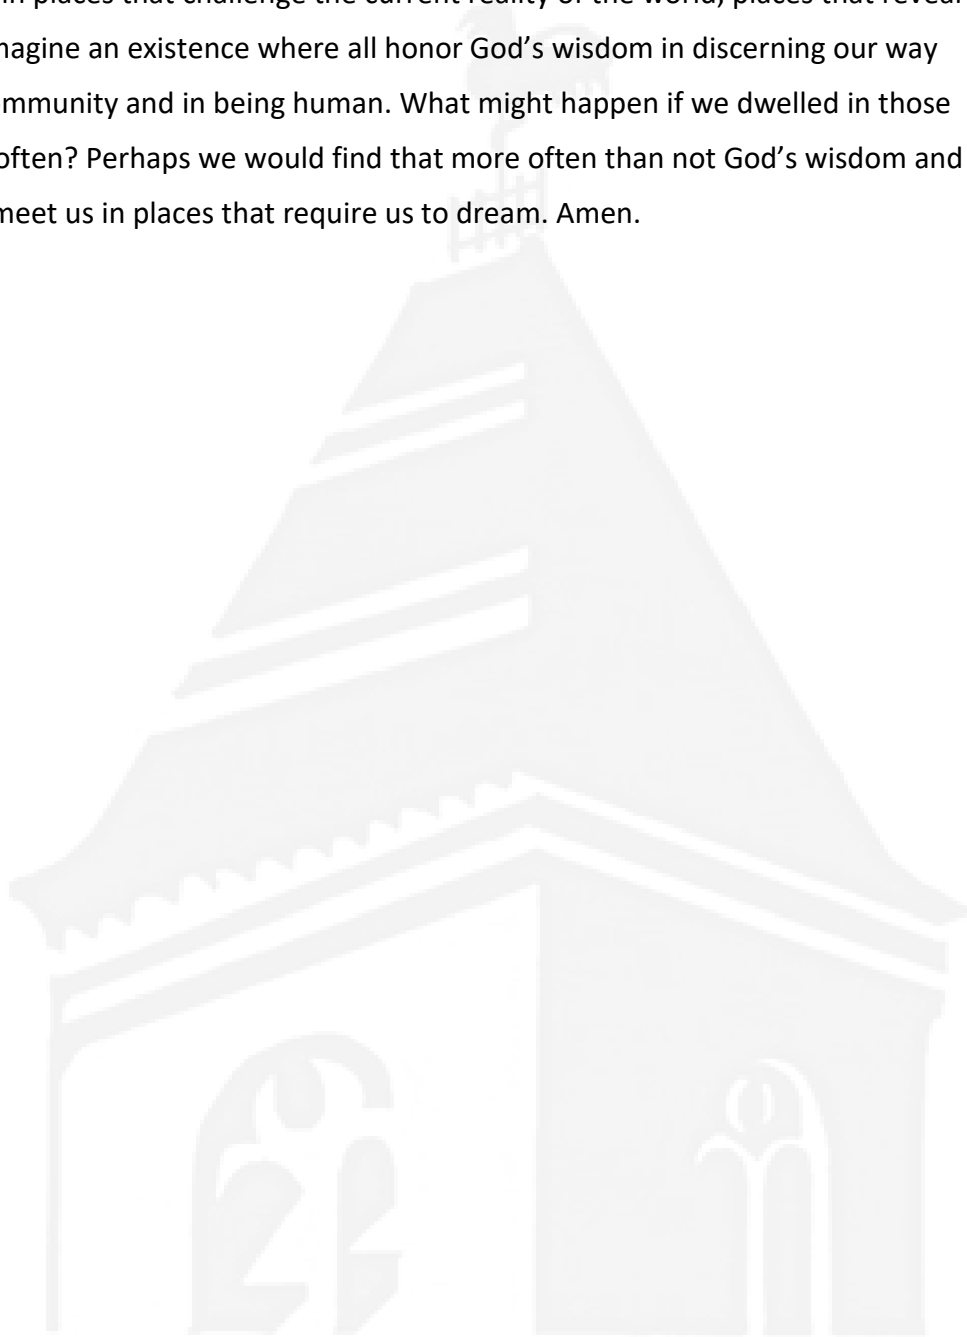 in places that challenge the current reality of the world, places that reveal
magine an existence where all honor God’s wisdom in discerning our way
ommunity and in being human. What might happen if we dwelled in those
often? Perhaps we would find that more often than not God’s wisdom and
meet us in places that require us to dream. Amen.